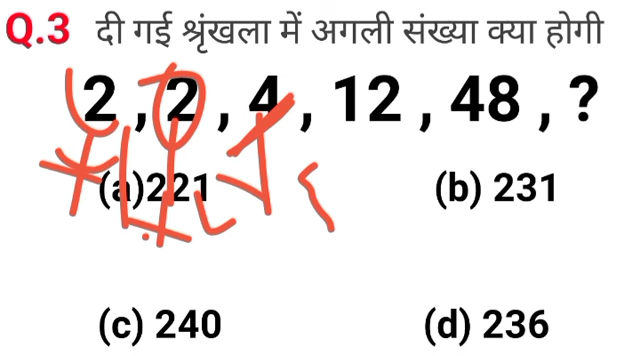 Q.3 दी गई श्रृंखला में अगली संख्या क्या होगी
2 , 2 , 4 , 12 , 48 , ?
(a)221 (b) 231
(c) 240 (d) 236